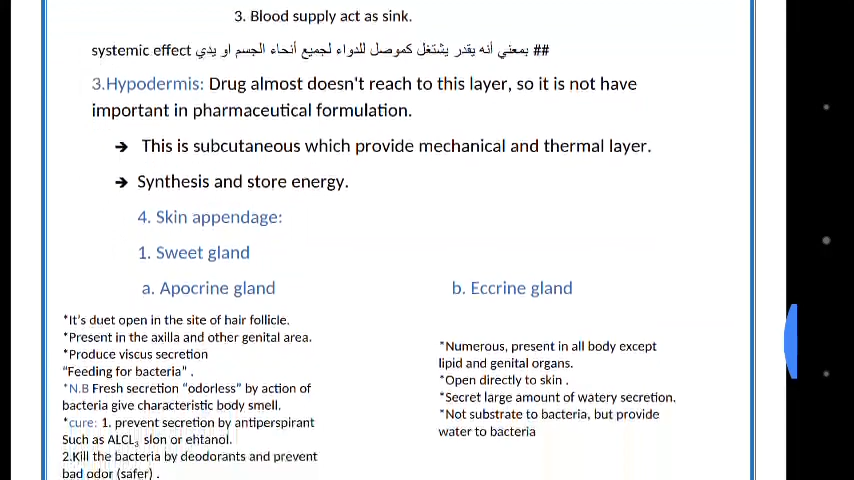 3. Blood supply act as sink.
## بمعني أنه يقدر يشتغل كموصل للدواء لجميع أنحاء الجسم او يدي systemic effect
3.Hypodermis: Drug almost doesn't reach to this layer, so it is not have
important in pharmaceutical formulation.
➔ This is subcutaneous which provide mechanical and thermal layer.
➔ Synthesis and store energy.
4. Skin appendage:
1. Sweet gland
a. Apocrine gland
*It's duet open in the site of hair follicle.
*Present in the axilla and other genital area.
*Produce viscus secretion
"Feeding for bacteria" .
*N.B Fresh secretion "odorless" by action of
bacteria give characteristic body smell.
*cure: 1. prevent secretion by antiperspirant
Such as ALCL₃ slon or ehtanol.
2.Kill the bacteria by deodorants and prevent
bad odor (safer) .
b. Eccrine gland
*Numerous, present in all body except
lipid and genital organs.
*Open directly to skin .
*Secret large amount of watery secretion.
*Not substrate to bacteria, but provide
water to bacteria